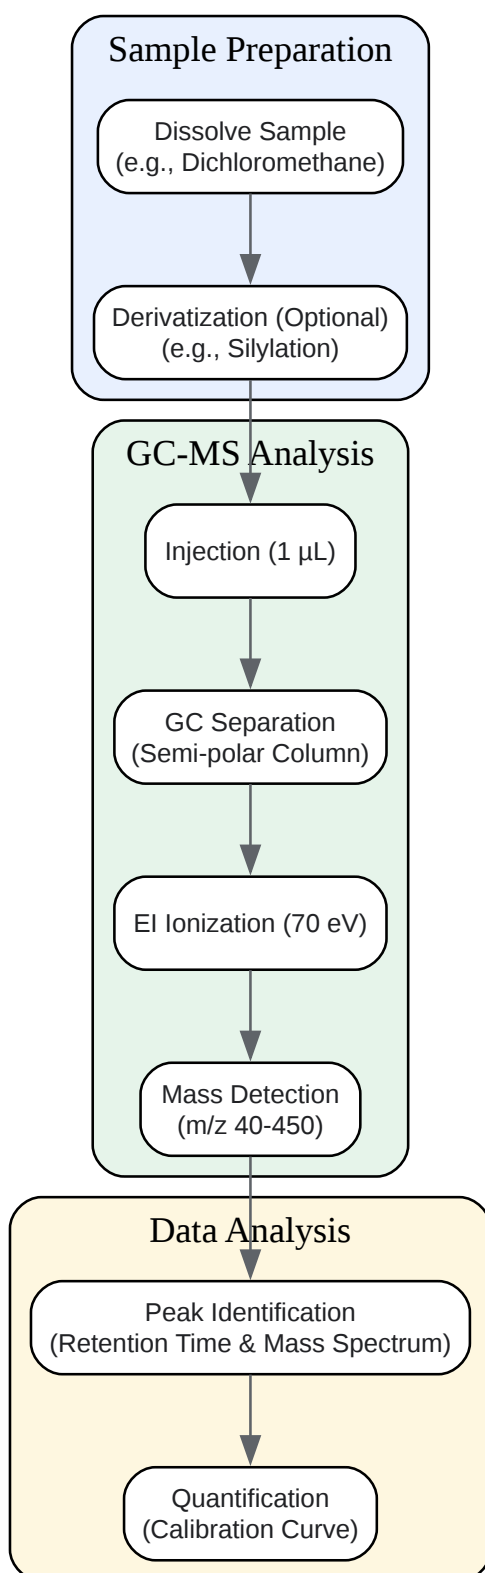 Sample Preparation
Dissolve Sample
(e.g., Dichloromethane)
Derivatization (Optional)
(e.g., Silylation)
GC-MS Analysis
Injection (1 µL)
GC Separation
(Semi-polar Column)
EI Ionization (70 eV)
Mass Detection
(m/z 40-450)
Data Analysis
Peak Identification
(Retention Time & Mass Spectrum)
Quantification
(Calibration Curve)